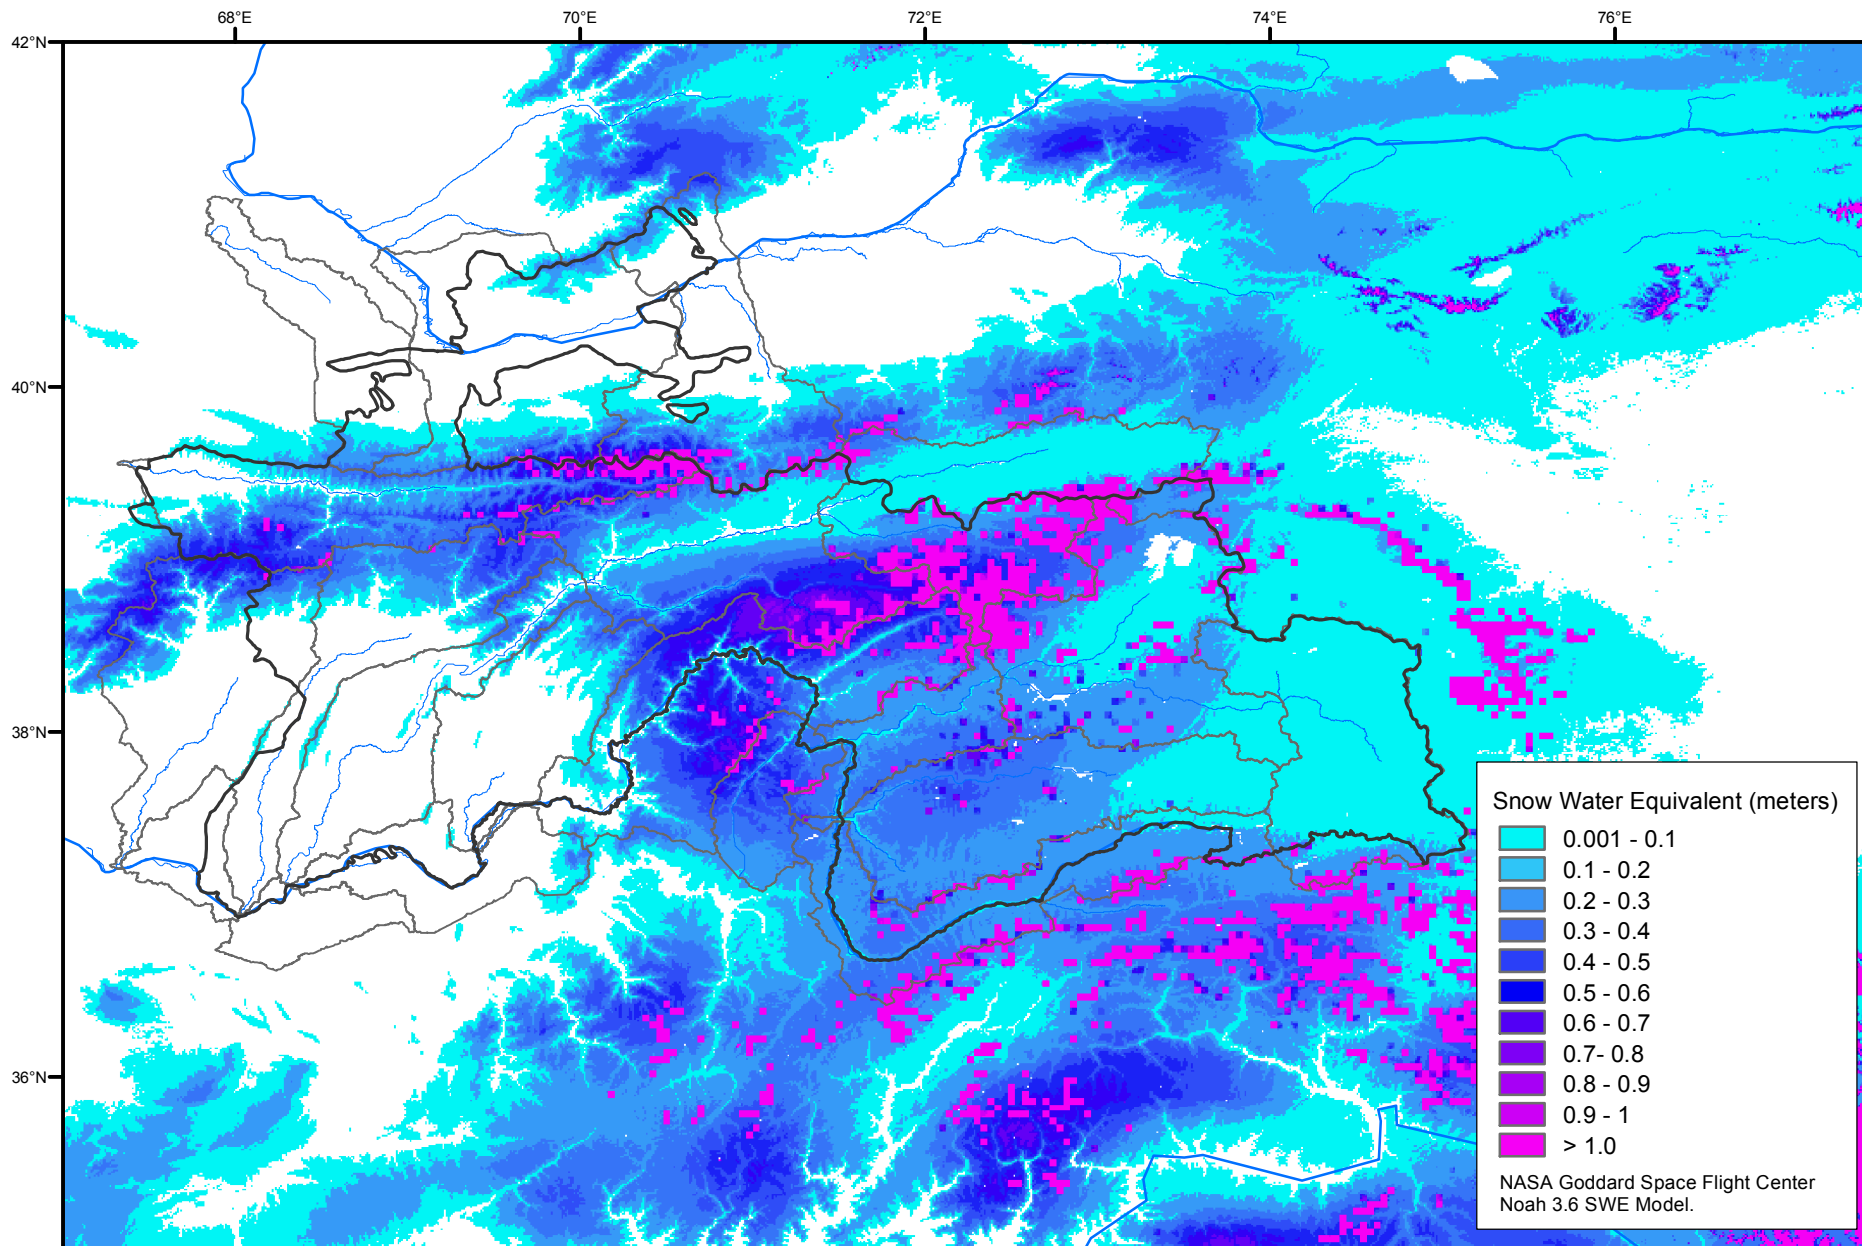 68°E 70°E 72°E 74°E 76°E
42°N
40°N
38°N
36°N
Snow Water Equivalent (meters)
0.001 - 0.1
0.1 - 0.2
0.2 - 0.3
0.3 - 0.4
0.4 - 0.5
0.5 - 0.6
0.6 - 0.7
0.7- 0.8
0.8 - 0.9
0.9 - 1
> 1.0
NASA Goddard Space Flight Center
Noah 3.6 SWE Model.